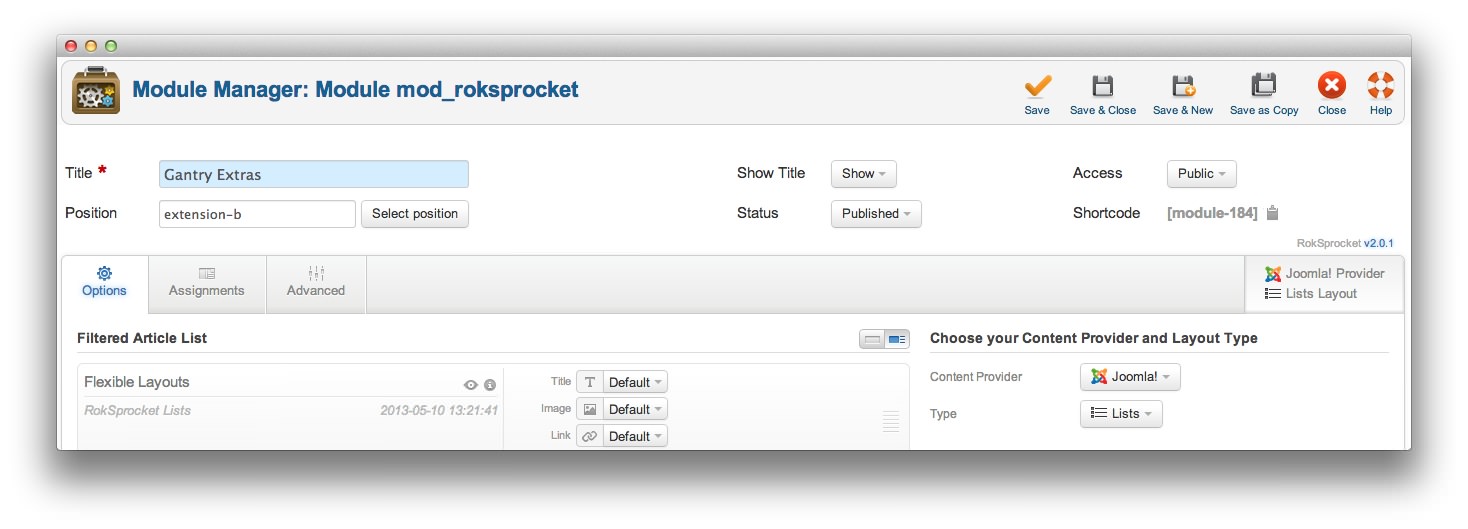 Module Manager: Module mod_roksprocket
Save Save & Close Save & New Save as Copy Close Help
Title * Gantry Extras Show Title Show Access Public
Position extension-b Select position Status Published Shortcode [module-184]
RokSprocket v2.0.1
Options Assignments Advanced
Joomla! Provider
Lists Layout
Filtered Article List
Flexible Layouts
RokSprocket Lists 2013-05-10 13:21:41
Title T Default
Image Default
Link Default
Choose your Content Provider and Layout Type
Content Provider Joomla!
Type Lists